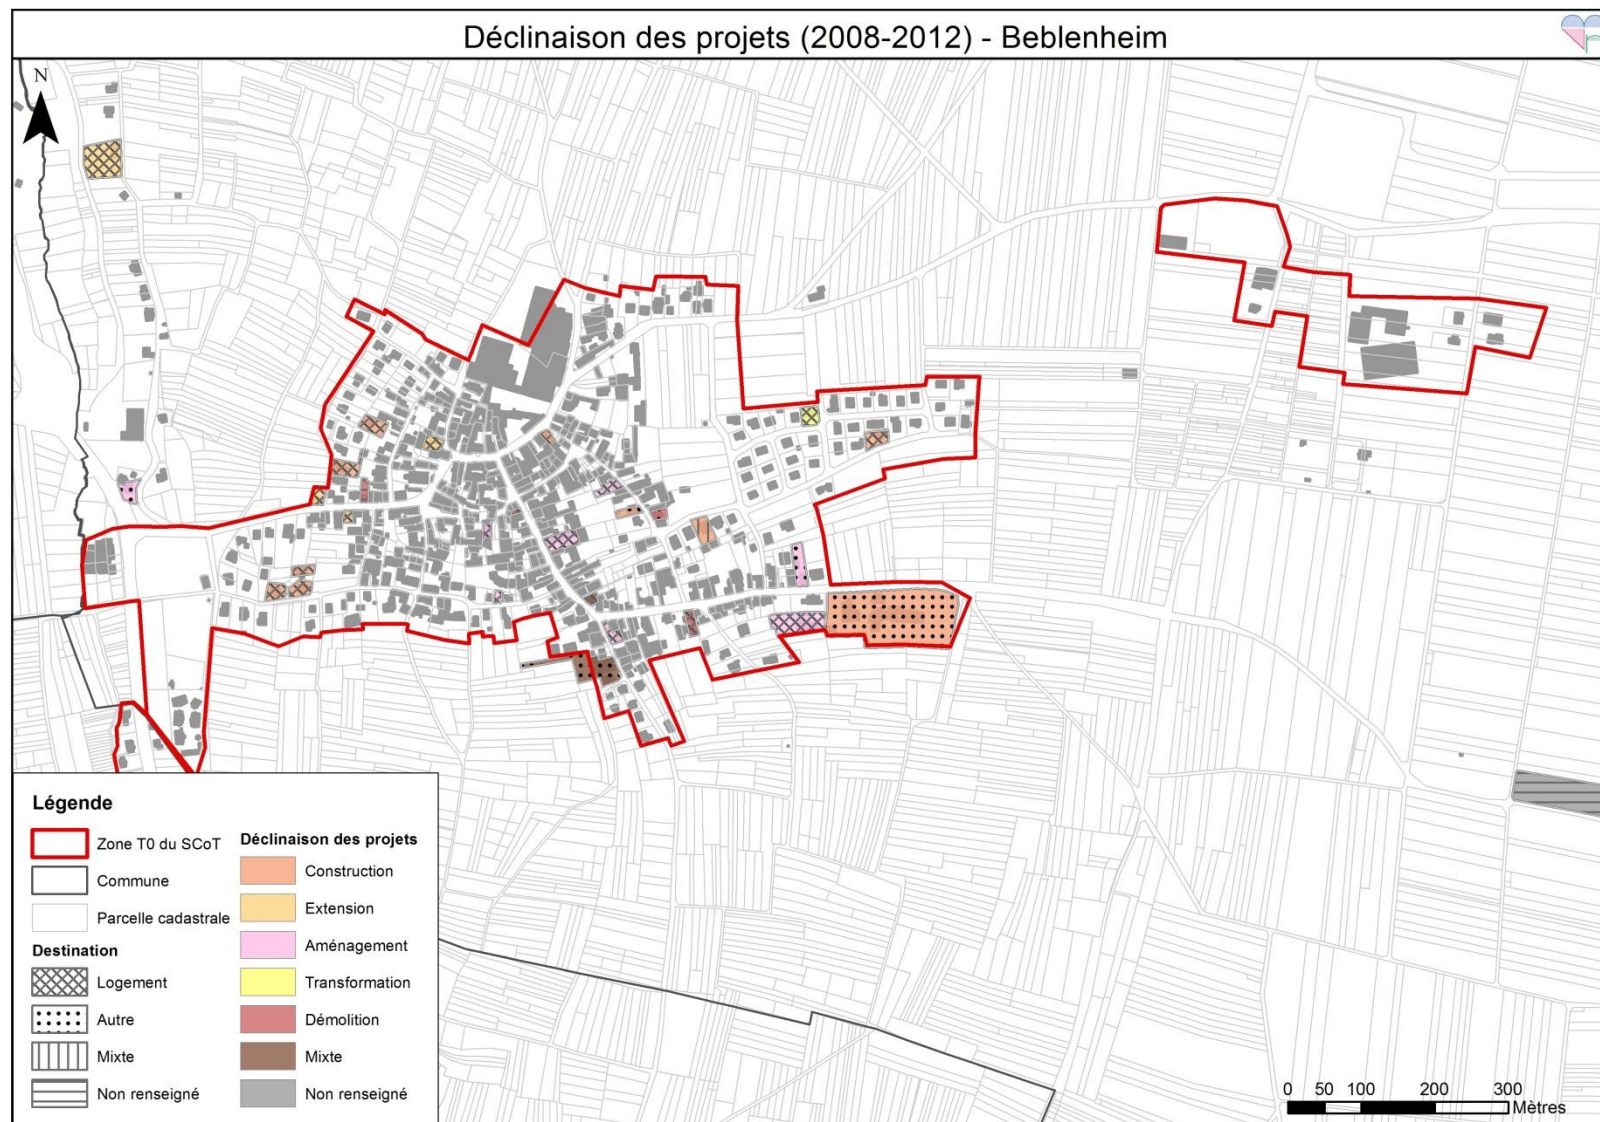 Déclinaison des projets (2008-2012) - Beblenheim
N
Légende
Zone T0 du SCoT
Commune
Parcelle cadastrale
Destination
Logement
Autre
Mixte
Non renseigné
Déclinaison des projets
Construction
Extension
Aménagement
Transformation
Démolition
Mixte
Non renseigné
0 50 100 200 300
Mètres